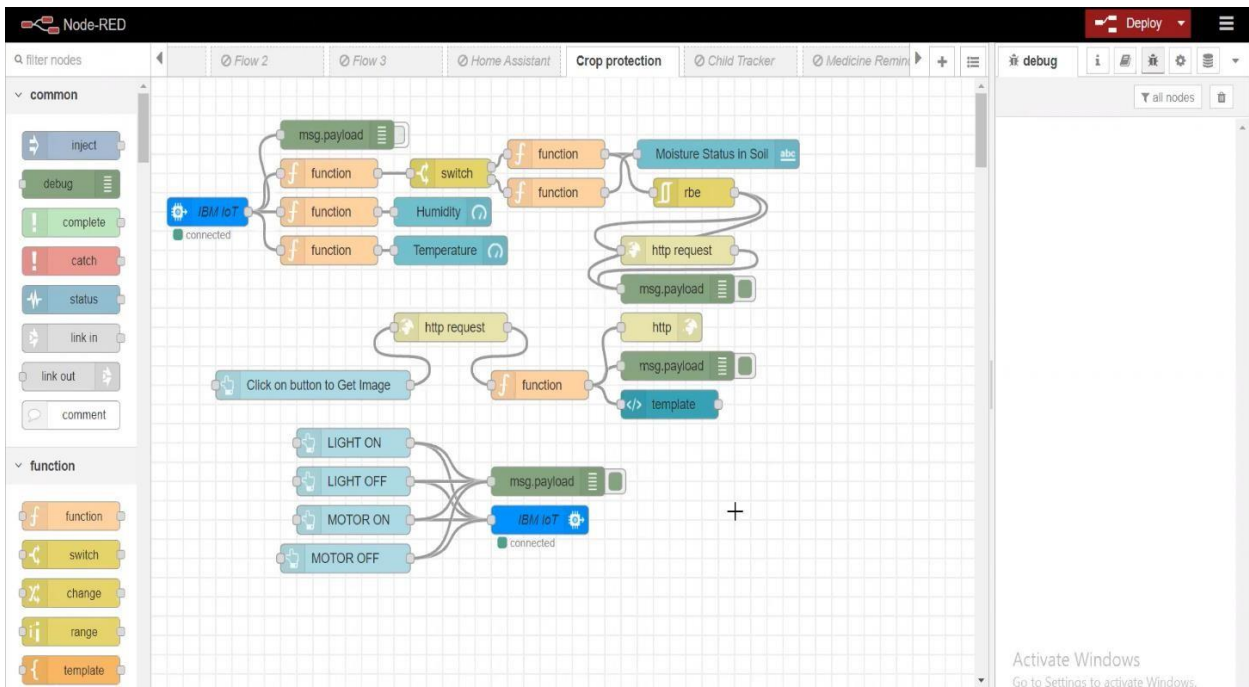 Node-RED
Deploy
filter nodes
Flow 2
Flow 3
Home Assistant
Crop protection
Child Tracker
Medicine Remin
debug
i
all nodes
common
inject
debug
complete
catch
status
link in
link out
comment
function
function
switch
change
range
template
msg.payload
function
switch
function
function
Moisture Status in Soil
abc
rbe
IBM IoT
connected
function
Humidity
function
Temperature
http request
msg.payload
http request
http
Click on button to Get Image
function
msg.payload
template
LIGHT ON
LIGHT OFF
MOTOR ON
MOTOR OFF
msg.payload
IBM IoT
connected
Activate Windows
Go to Settings to activate Windows.